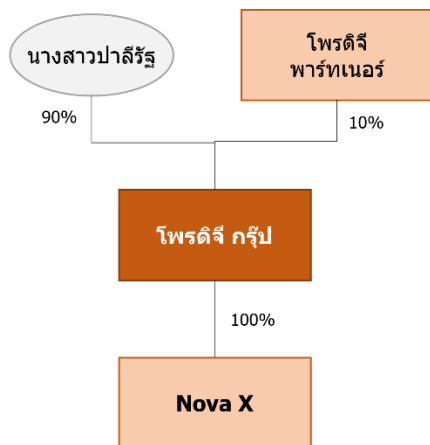 นางสาวปาลีรัฐ
โพรดิจี
พาร์ทเนอร์
90%
10%
โพรดิจี กรุ๊ป
100%
Nova X